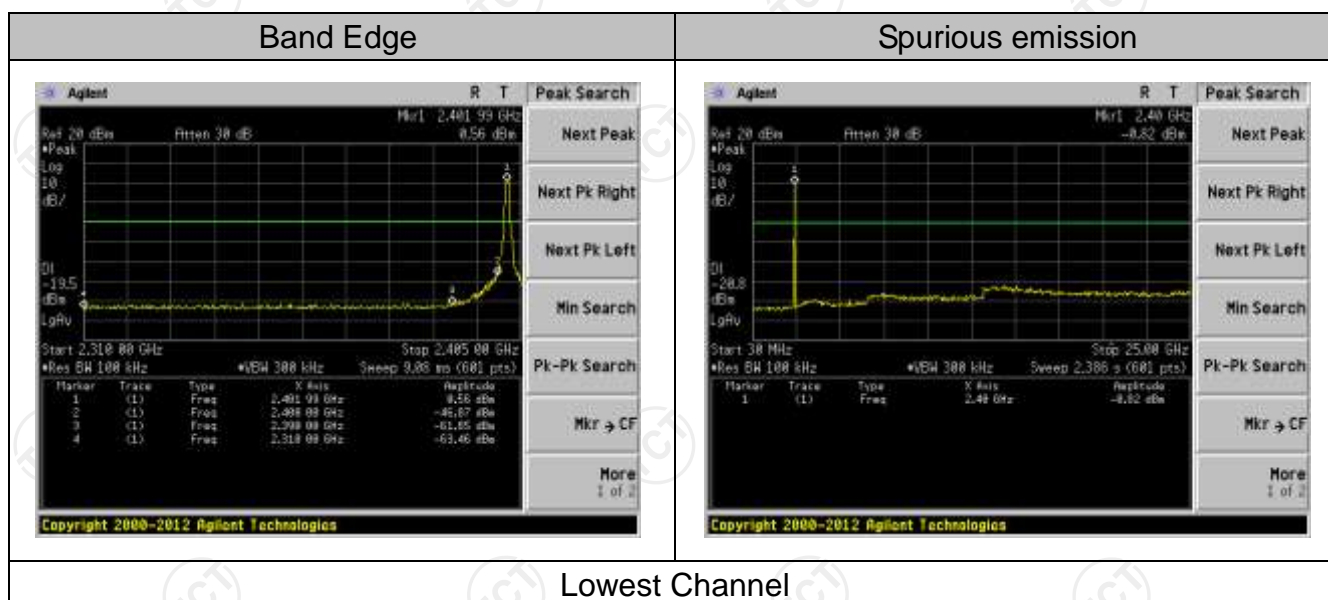 Band Edge
Spurious emission
Agilent
R T
Peak Search
Mkr1 2.401 99 GHz
Ref 20 dBm
Atten 30 dB
0.56 dBm
Next Peak
Peak
Log
10
dB/
Next Pk Right
Next Pk Left
DI
-19.5
dBm
LgAv
Min Search
Start 2.310 00 GHz
Stop 2.405 00 GHz
Res BW 100 kHz
VBW 300 kHz
Sweep 9.08 ms (601 pts)
Pk-Pk Search
Marker Trace Type X Axis Amplitude
1 (1) Freq 2.401 99 GHz 0.56 dBm
2 (1) Freq 2.400 00 GHz -46.87 dBm
3 (1) Freq 2.390 00 GHz -61.85 dBm
4 (1) Freq 2.310 00 GHz -63.46 dBm
Mkr → CF
More
1 of 2
Copyright 2000-2012 Agilent Technologies
Agilent
R T
Peak Search
Mkr1 2.40 GHz
Ref 20 dBm
Atten 30 dB
-0.82 dBm
Next Peak
Peak
Log
10
dB/
Next Pk Right
Next Pk Left
DI
-20.8
dBm
LgAv
Min Search
Start 30 MHz
Stop 25.00 GHz
Res BW 100 kHz
VBW 300 kHz
Sweep 2.386 s (601 pts)
Pk-Pk Search
Marker Trace Type X Axis Amplitude
1 (1) Freq 2.40 GHz -0.82 dBm
Mkr → CF
More
1 of 2
Copyright 2000-2012 Agilent Technologies
Lowest Channel